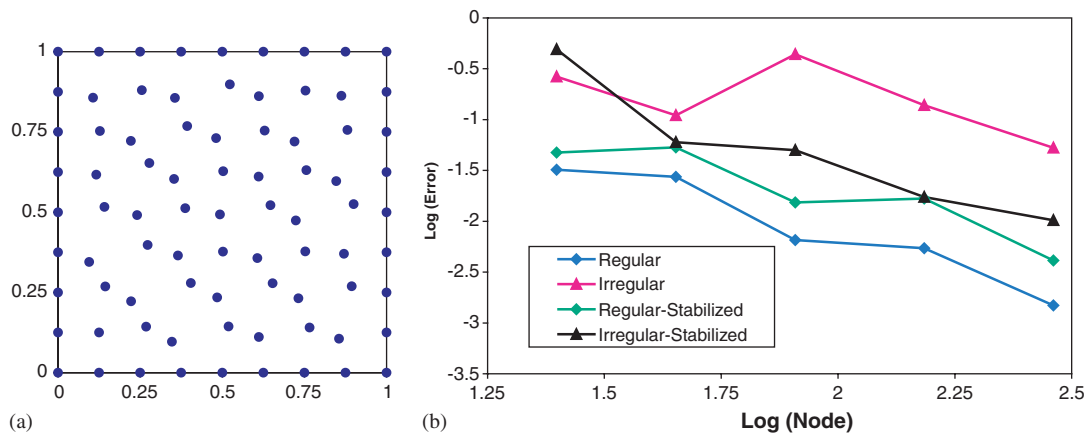 1
0.75
0.5
0.25
0
0 0.25 0.5 0.75 1
(a)
0
-0.5
-1
-1.5
-2
-2.5
-3
-3.5
Log (Error)
Regular
Irregular
Regular-Stabilized
Irregular-Stabilized
1.25 1.5 1.75 2 2.25 2.5
Log (Node)
(b)